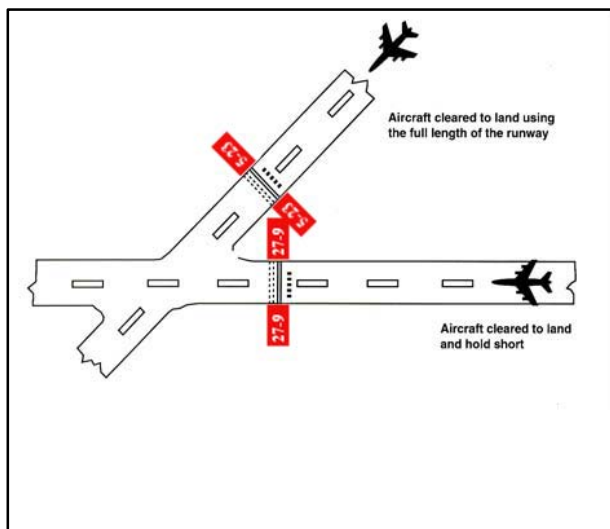 Aircraft cleared to land using
the full length of the runway
5-23
5-23
27-9
27-9
Aircraft cleared to land
and hold short